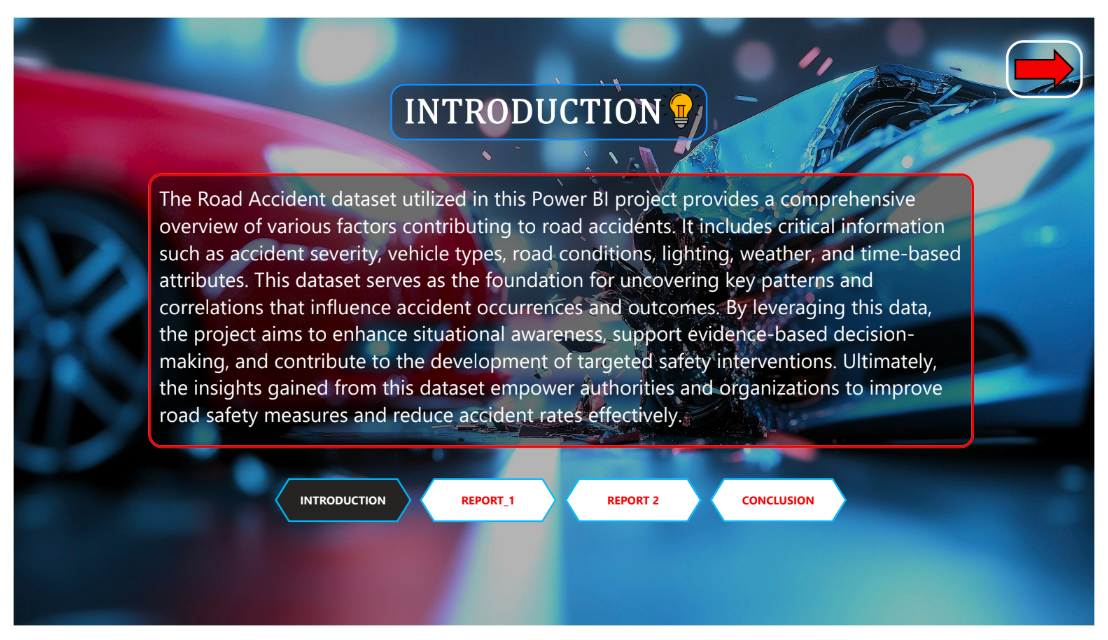 INTRODUCTION
The Road Accident dataset utilized in this Power BI project provides a comprehensive
overview of various factors contributing to road accidents. It includes critical information
such as accident severity, vehicle types, road conditions, lighting, weather, and time-based
attributes. This dataset serves as the foundation for uncovering key patterns and
correlations that influence accident occurrences and outcomes. By leveraging this data,
the project aims to enhance situational awareness, support evidence-based decision-
making, and contribute to the development of targeted safety interventions. Ultimately,
the insights gained from this dataset empower authorities and organizations to improve
road safety measures and reduce accident rates effectively.
INTRODUCTION
REPORT_1
REPORT 2
CONCLUSION